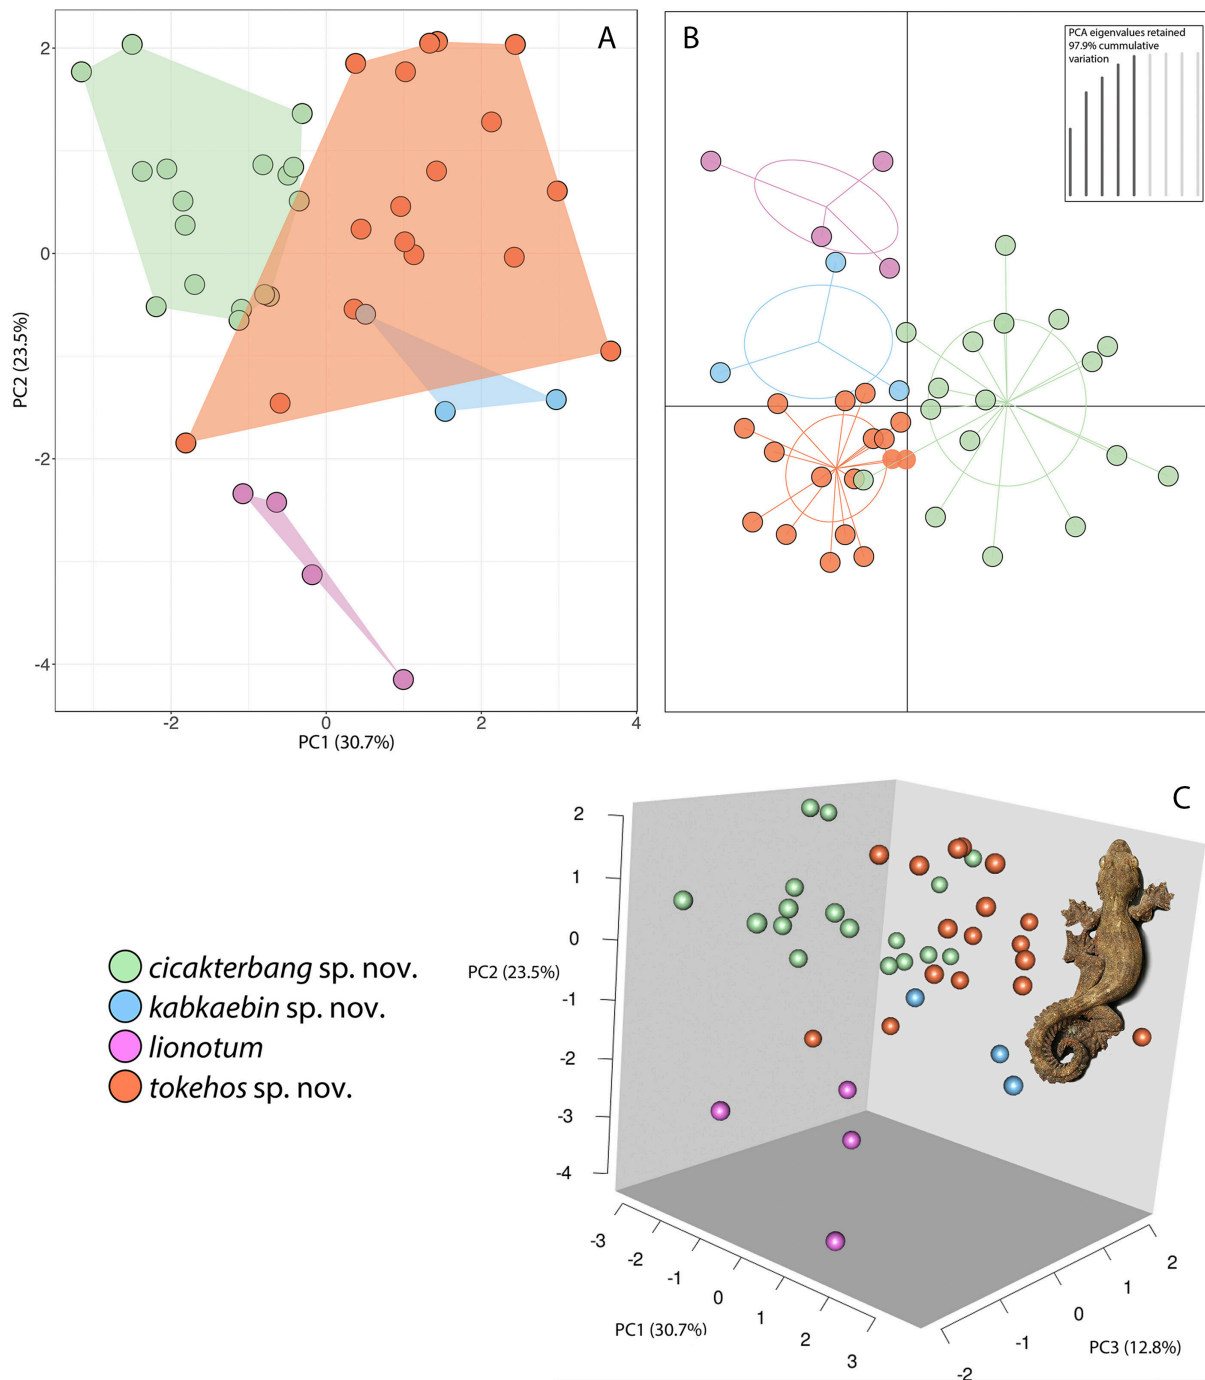 A
2
0
-2
-4
PC2 (23.5%)
-2
0
2
4
PC1 (30.7%)
B
PCA eigenvalues retained
97.9% cummulative
variation
C
2
1
0
-1
-2
-3
-4
PC2 (23.5%)
-3
-2
-1
0
1
2
3
PC1 (30.7%)
-2
-1
0
1
2
PC3 (12.8%)
cicakterbang sp. nov.
kabkaebin sp. nov.
lionotum
tokehos sp. nov.